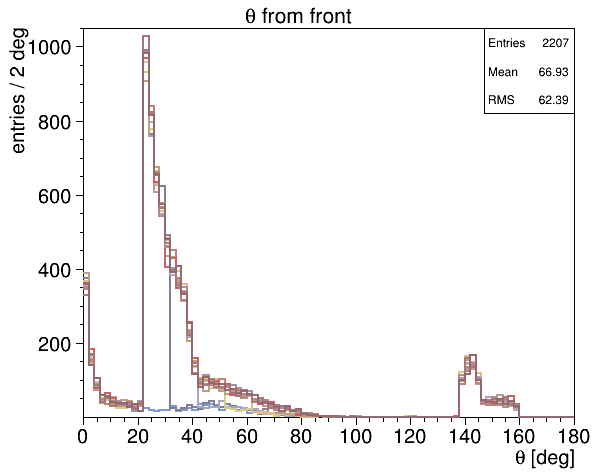 θ from front
Entries 2207
Mean 66.93
RMS 62.39
entries / 2 deg
1000
800
600
400
200
0 20 40 60 80 100 120 140 160 180
θ [deg]